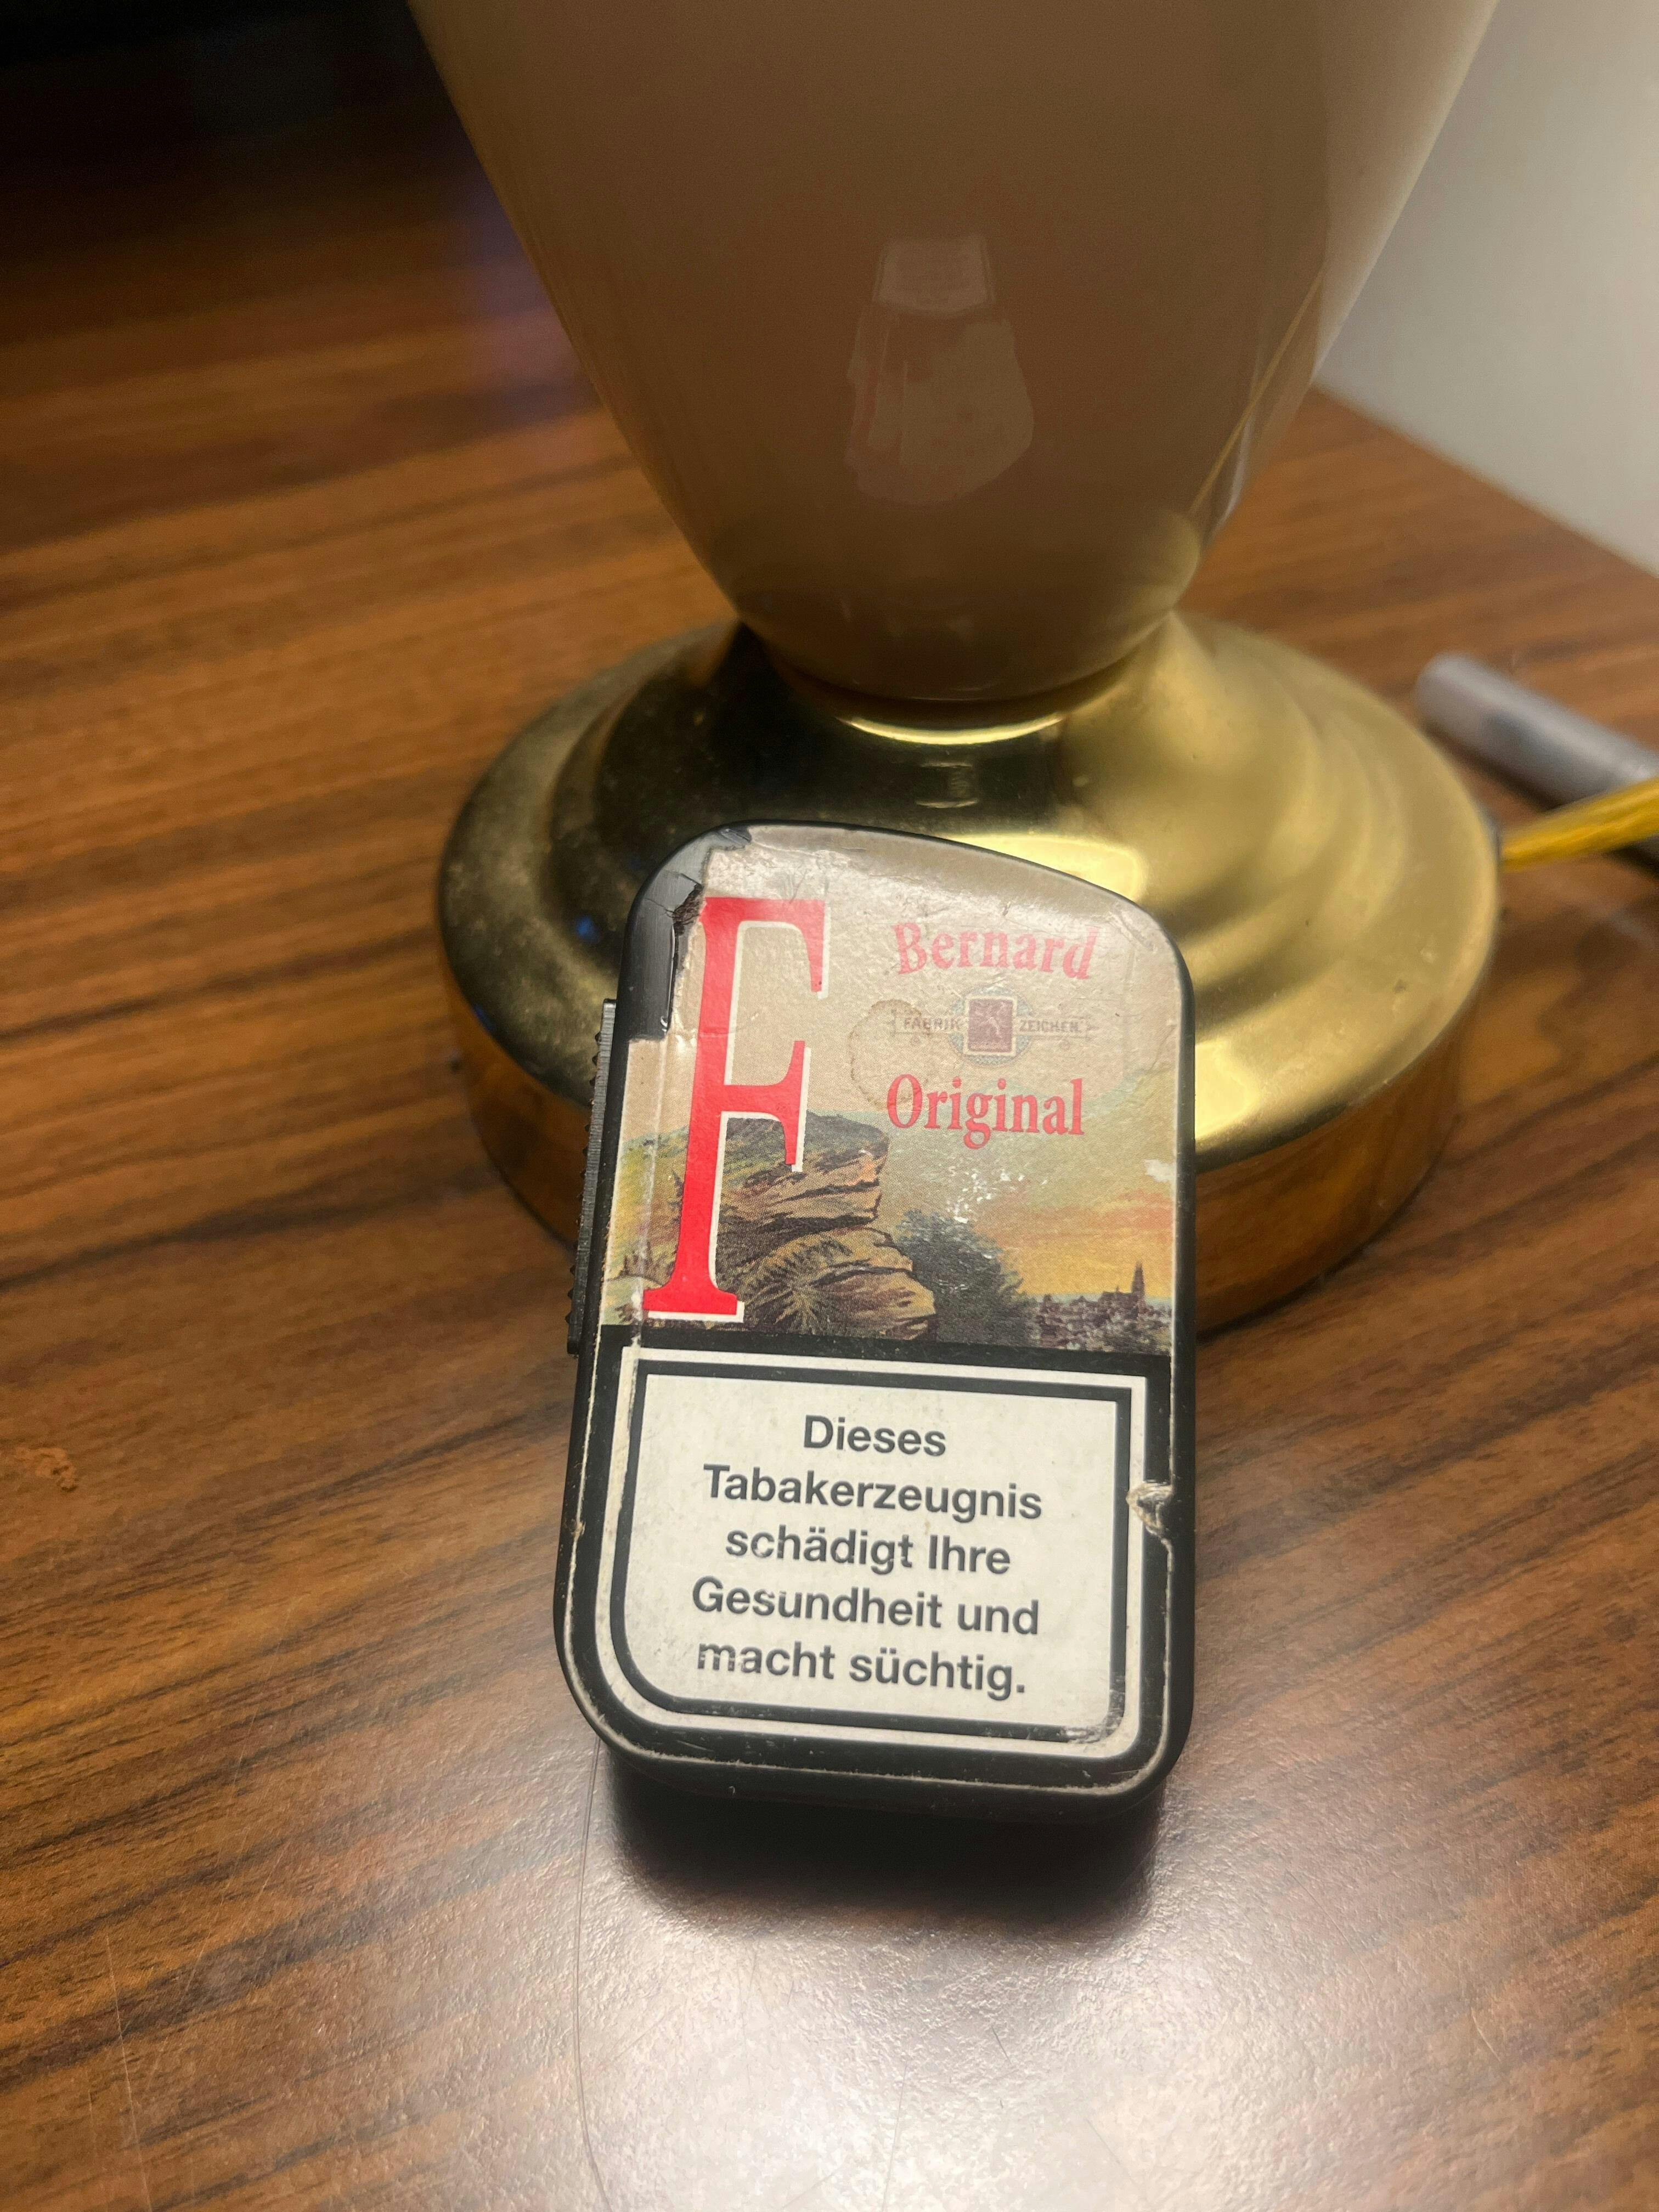 F
Bernard
FABRIK ZEICHEN
Original
Dieses
Tabakerzeugnis
schädigt Ihre
Gesundheit und
macht süchtig.